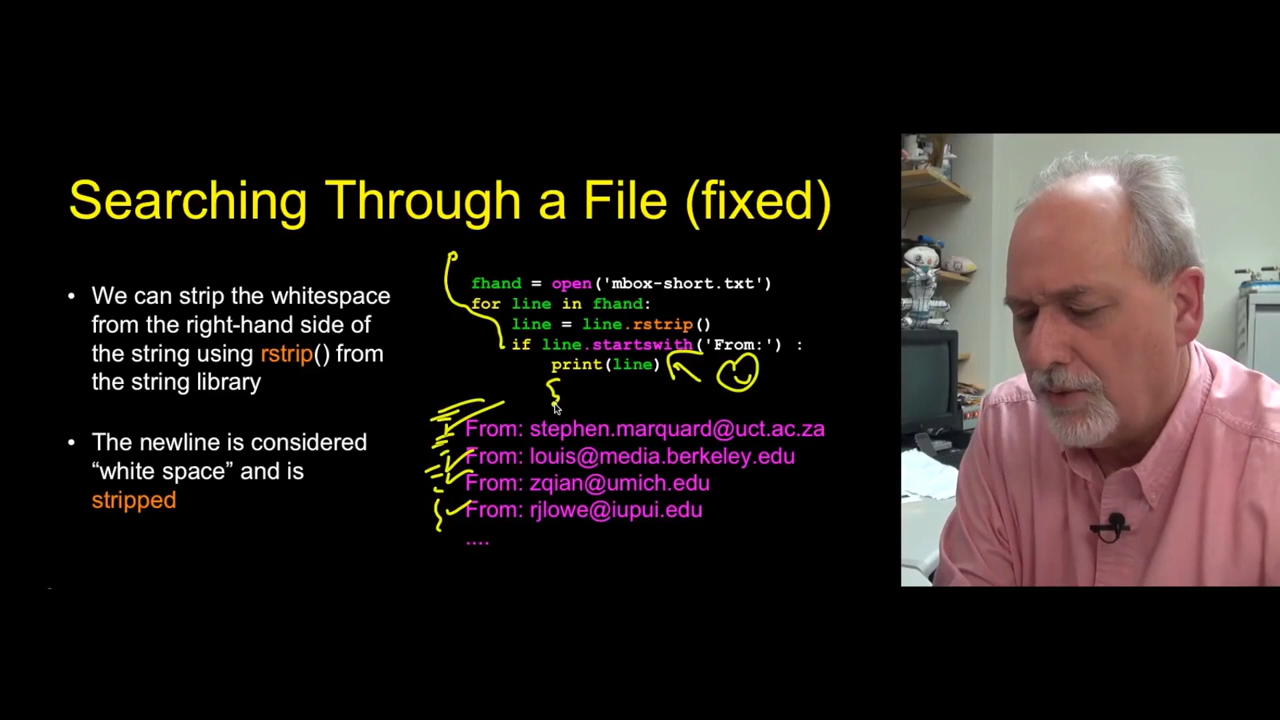 Searching Through a File (fixed)
• We can strip the whitespace
from the right-hand side of
the string using rstrip() from
the string library
• The newline is considered
“white space” and is
stripped
fhand = open('mbox-short.txt')
for line in fhand:
    line = line.rstrip()
    if line.startswith('From:') :
        print(line)
From: stephen.marquard@uct.ac.za
From: louis@media.berkeley.edu
From: zqian@umich.edu
From: rjlowe@iupui.edu
....